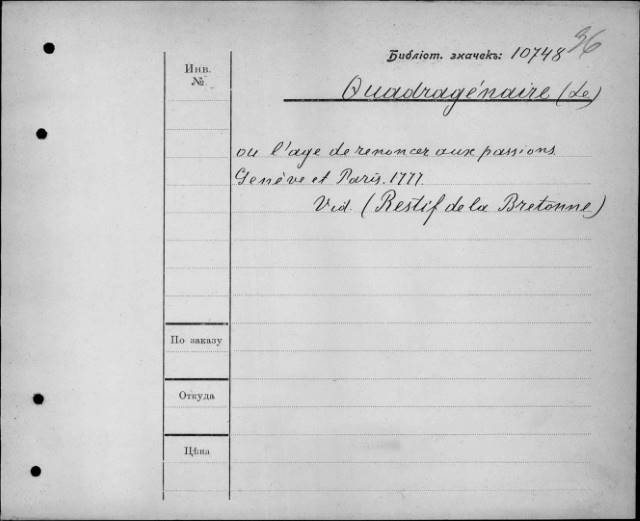 36
Библіот. значекъ: 10748
Инв.
№
Quadragénaire (Le)
ou l'age de renoncer aux passions.
Genève et Paris. 1777.
Vid. (Restif de la Bretonne)
По заказу
Откуда
Цѣна